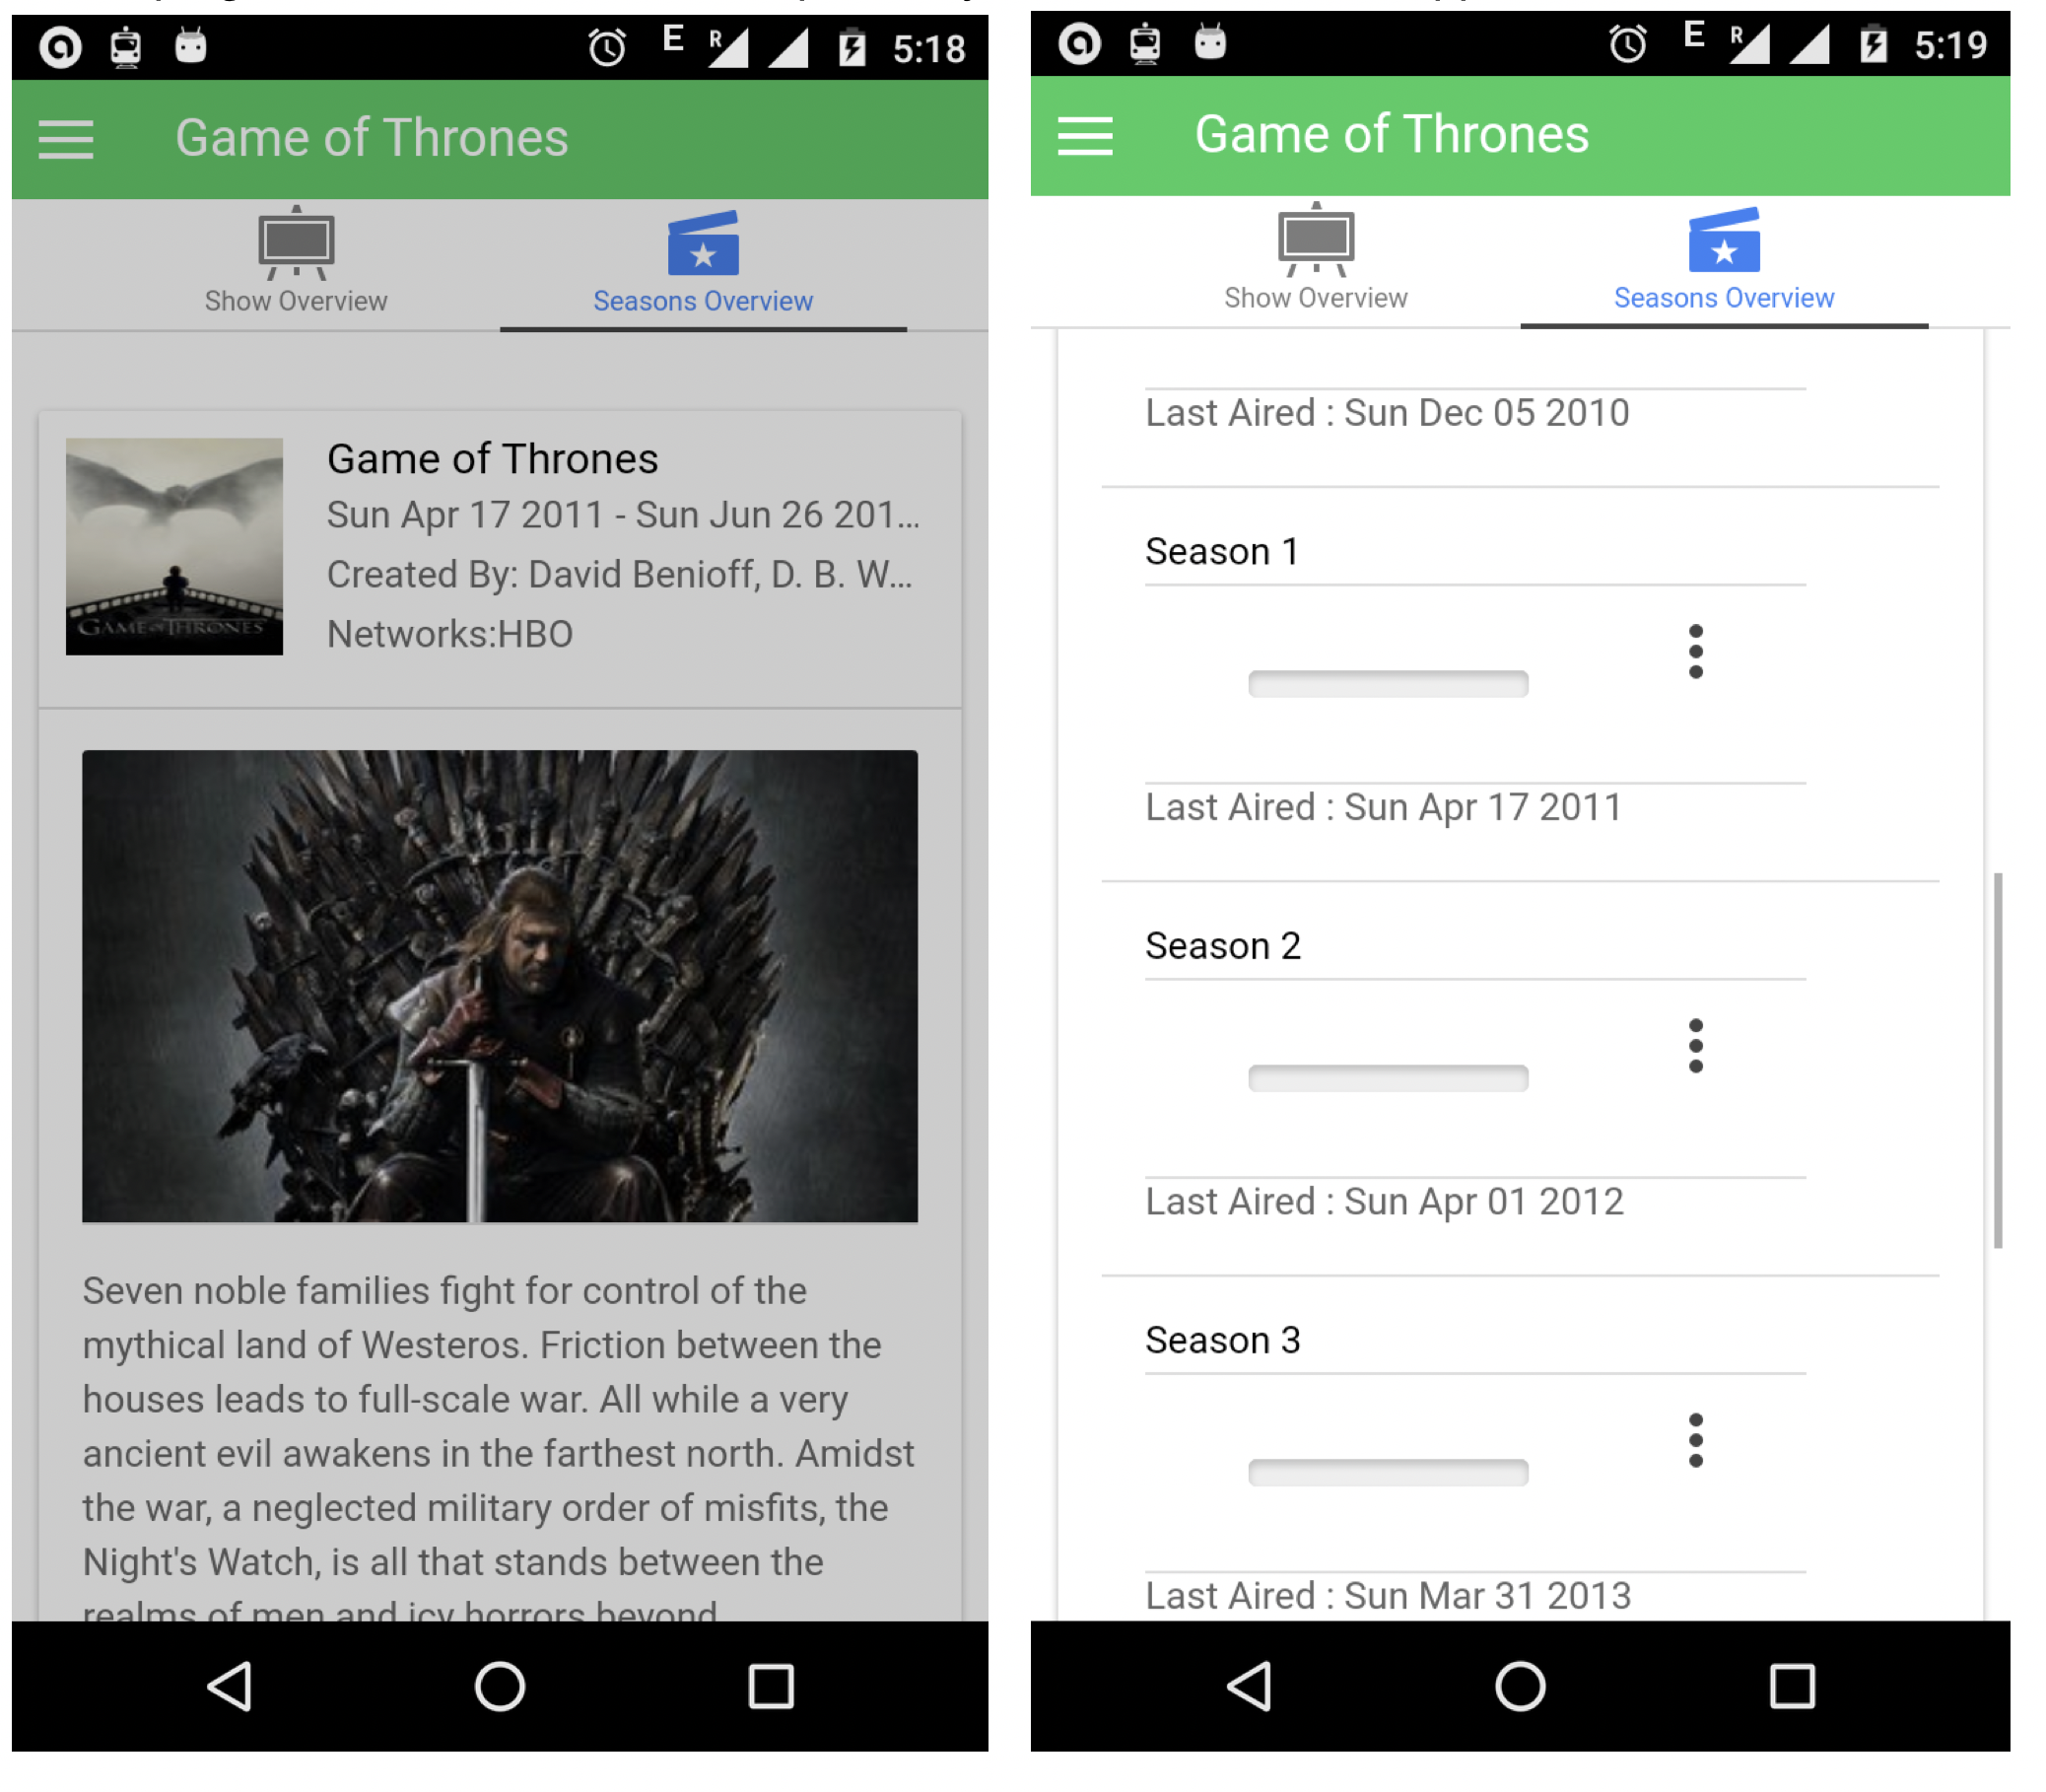 5:18
E
R
Game of Thrones
Show Overview
Seasons Overview
Game of Thrones
Sun Apr 17 2011 - Sun Jun 26 201...
Created By: David Benioff, D. B. W...
Networks:HBO
GAME OF THRONES
Seven noble families fight for control of the
mythical land of Westeros. Friction between the
houses leads to full-scale war. All while a very
ancient evil awakens in the farthest north. Amidst
the war, a neglected military order of misfits, the
Night's Watch, is all that stands between the
realms of men and icy horrors beyond.
E
R
5:19
Game of Thrones
Show Overview
Seasons Overview
Last Aired : Sun Dec 05 2010
Season 1
Last Aired : Sun Apr 17 2011
Season 2
Last Aired : Sun Apr 01 2012
Season 3
Last Aired : Sun Mar 31 2013